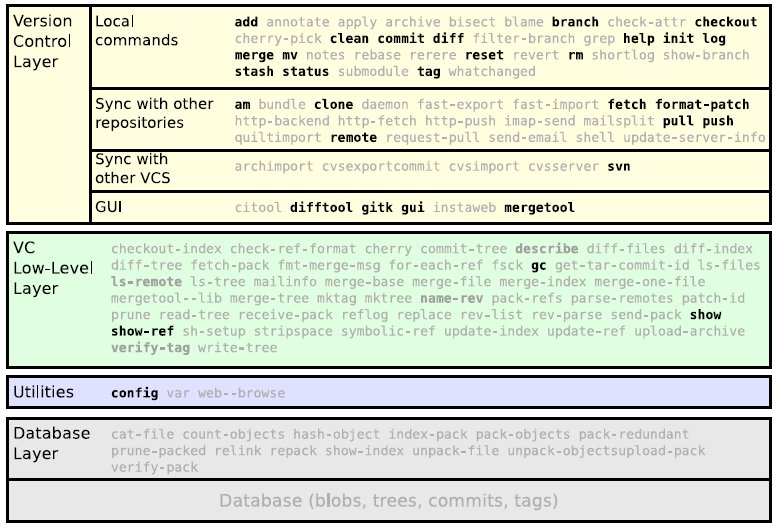 Version Control Layer
Local commands
add annotate apply archive bisect blame branch check-attr checkout
cherry-pick clean commit diff filter-branch grep help init log
merge mv notes rebase rerere reset revert rm shortlog show-branch
stash status submodule tag whatchanged
Sync with other repositories
am bundle clone daemon fast-export fast-import fetch format-patch
http-backend http-fetch http-push imap-send mailsplit pull push
quiltimport remote request-pull send-email shell update-server-info
Sync with other VCS
archimport cvsexportcommit cvsimport cvsserver svn
GUI
citool difftool gitk gui instaweb mergetool
VC Low-Level Layer
checkout-index check-ref-format cherry commit-tree describe diff-files diff-index
diff-tree fetch-pack fmt-merge-msg for-each-ref fsck gc get-tar-commit-id ls-files
ls-remote ls-tree mailinfo merge-base merge-file merge-index merge-one-file
mergetool--lib merge-tree mktag mktree name-rev pack-refs parse-remotes patch-id
prune read-tree receive-pack reflog replace rev-list rev-parse send-pack show
show-ref sh-setup stripspace symbolic-ref update-index update-ref upload-archive
verify-tag write-tree
Utilities
config var web--browse
Database Layer
cat-file count-objects hash-object index-pack pack-objects pack-redundant
prune-packed relink repack show-index unpack-file unpack-objectsupload-pack
verify-pack
Database (blobs, trees, commits, tags)